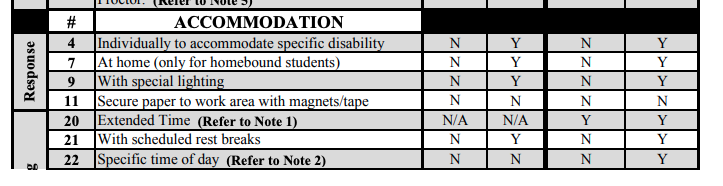 Proctor. (Refer to Note 5)
# ACCOMMODATION
Response
4 Individually to accommodate specific disability N Y N Y
7 At home (only for homebound students) N Y N Y
9 With special lighting N Y N Y
11 Secure paper to work area with magnets/tape N N N N
20 Extended Time (Refer to Note 1) N/A N/A Y Y
21 With scheduled rest breaks N Y N Y
22 Specific time of day (Refer to Note 2) N N N Y